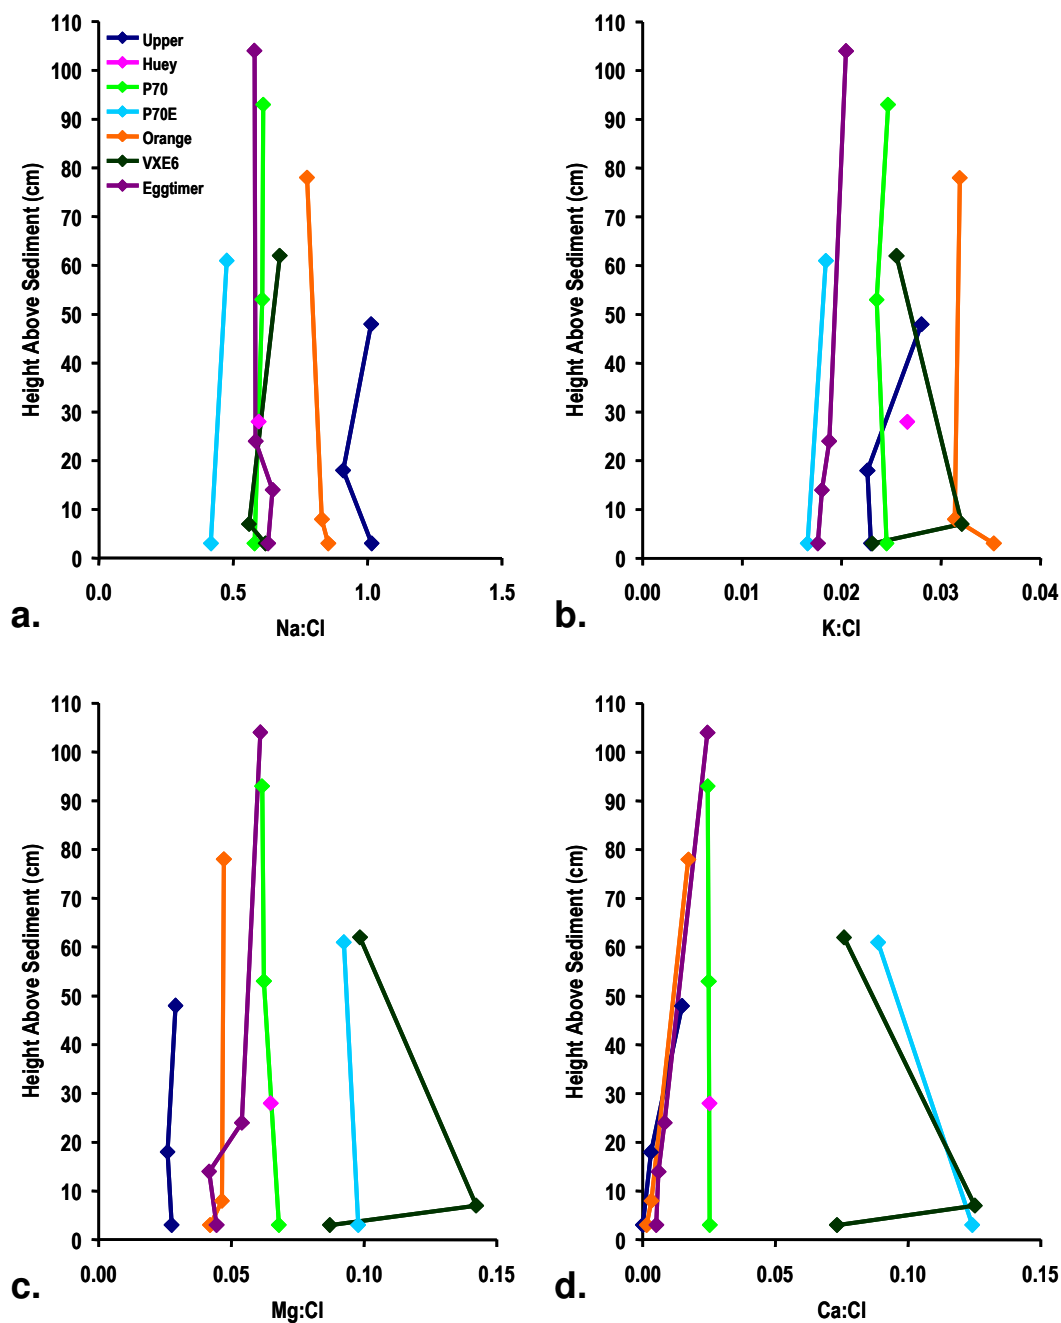 110
100
90
80
70
60
50
40
30
20
10
0
Height Above Sediment (cm)
Upper
Huey
P70
P70E
Orange
VXE6
Eggtimer
0.0 0.5 1.0 1.5
Na:Cl
a.
110
100
90
80
70
60
50
40
30
20
10
0
Height Above Sediment (cm)
0.00 0.01 0.02 0.03 0.04
K:Cl
b.
110
100
90
80
70
60
50
40
30
20
10
0
Height Above Sediment (cm)
0.00 0.05 0.10 0.15
Mg:Cl
c.
110
100
90
80
70
60
50
40
30
20
10
0
Height Above Sediment (cm)
0.00 0.05 0.10 0.15
Ca:Cl
d.